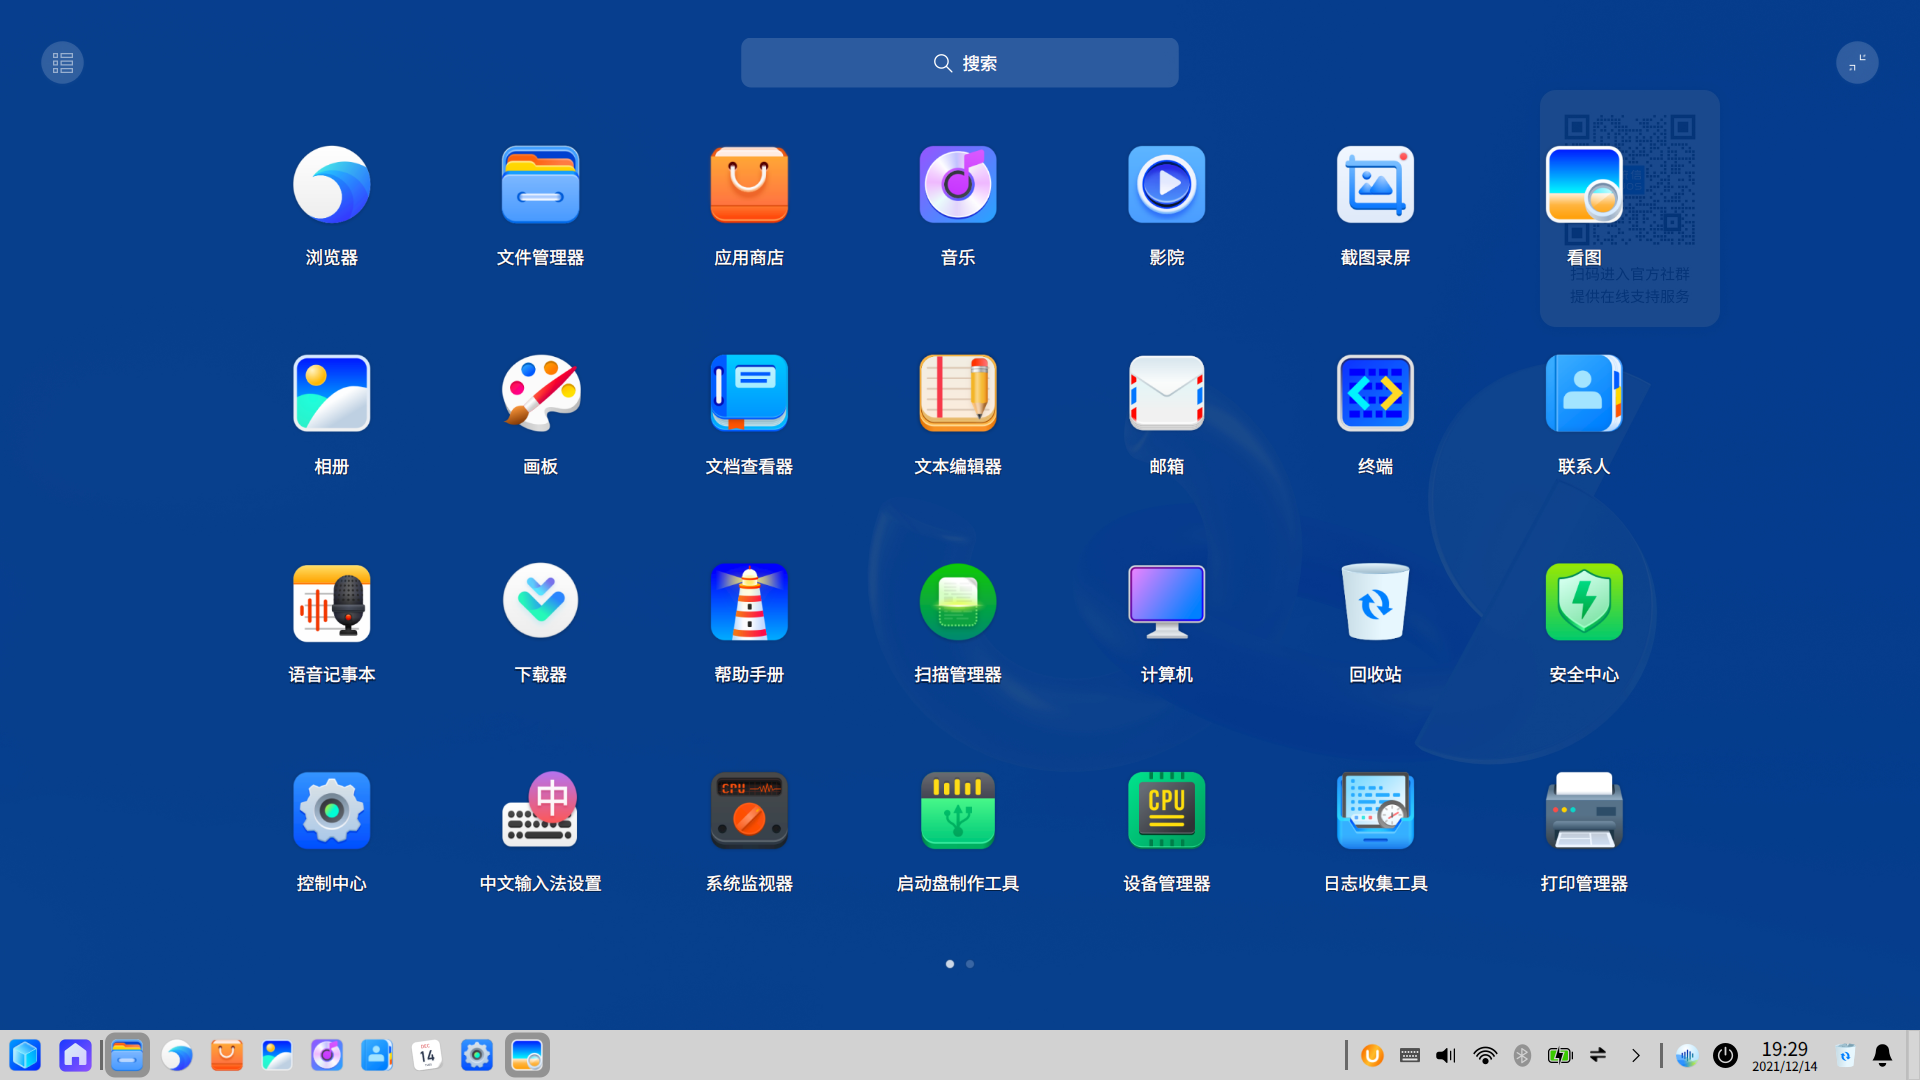 搜索
浏览器
文件管理器
应用商店
音乐
影院
截图录屏
看图
扫码进入官方社群
提供在线支持服务
相册
画板
文档查看器
文本编辑器
邮箱
终端
联系人
语音记事本
下载器
帮助手册
扫描管理器
计算机
回收站
安全中心
中
CPU
CPU
控制中心
中文输入法设置
系统监视器
启动盘制作工具
设备管理器
日志收集工具
打印管理器
DEC
14
19:29
2021/12/14